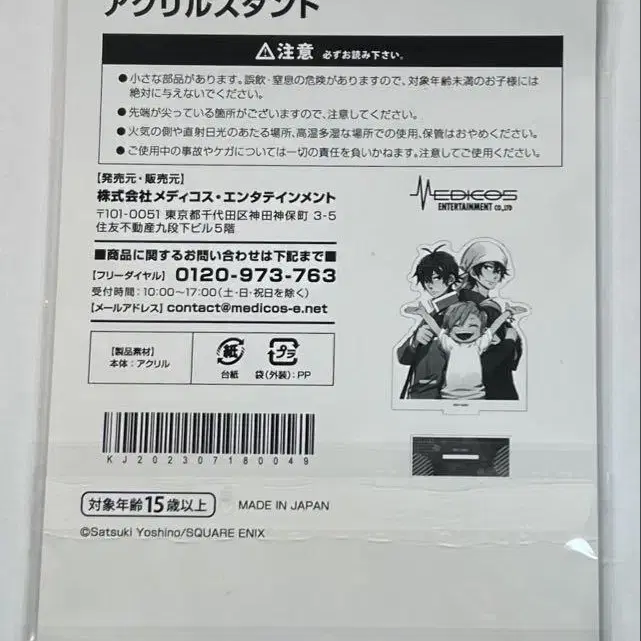 アクリルスタンド
⚠注意 必ずお読み下さい。
●小さな部品があります。誤飲・窒息の危険がありますので、対象年齢未満のお子様には
絶対に与えないでください。
●先端が尖っている箇所がございますので、注意してください。
●火気の側や直射日光のあたる場所、高温多湿な場所での使用、保管はおやめください。
●ご使用中の事故やケガについては一切の責任を負いかねます。注意してご使用ください。
【発売元・販売元】
株式会社メディコス・エンタテインメント
〒101-0051 東京都千代田区神田神保町 3-5
住友不動産九段下ビル5階
MEDICOS
ENTERTAINMENT CO.,LTD
■商品に関するお問い合わせは下記まで■
【フリーダイヤル】 0120-973-763
受付時間：10:00〜17:00(土・日・祝日を除く)
【メールアドレス】contact@medicos-e.net
【製品素材】
本体：アクリル
紙
台紙
プラ
袋(外装)：PP
KJ202307180049
対象年齢15歳以上
MADE IN JAPAN
©Satsuki Yoshino/SQUARE ENIX